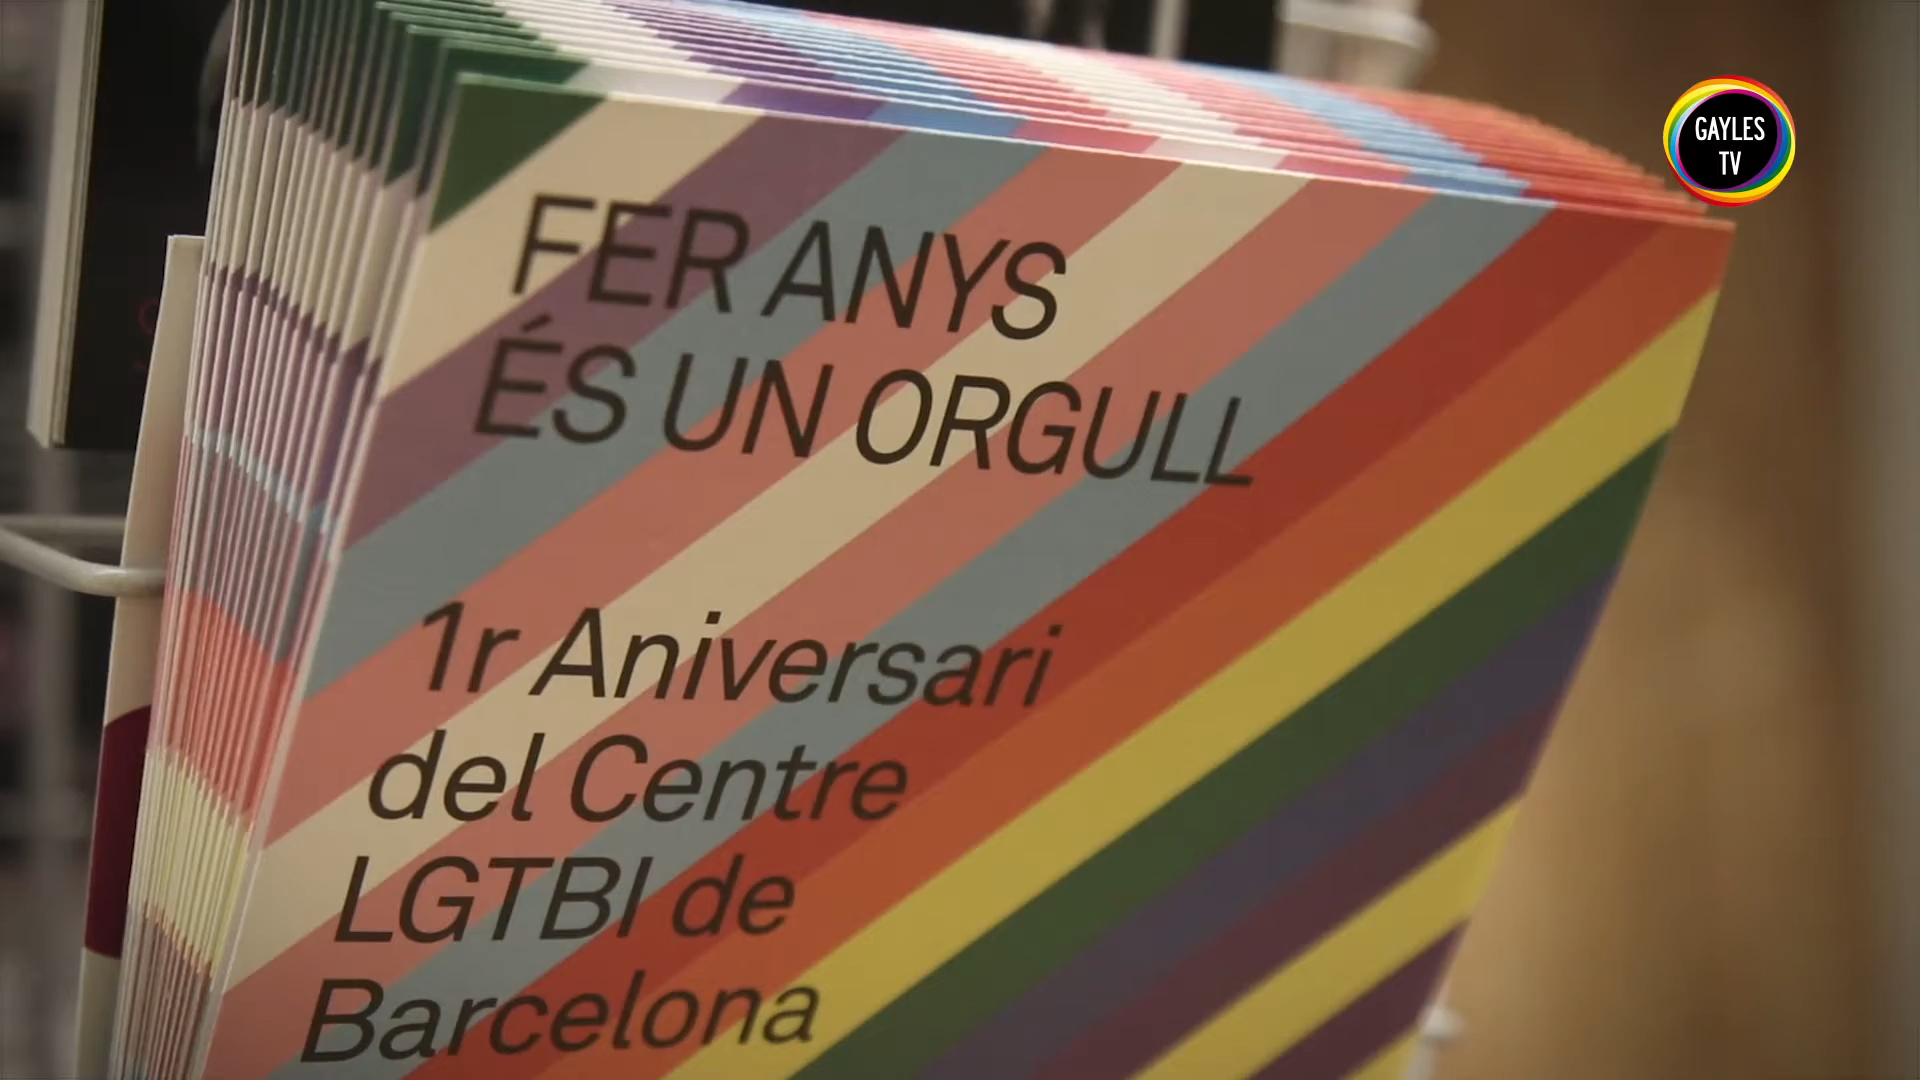 FER ANYS
ÉS UN ORGULL
1r Aniversari
del Centre
LGTBI de
Barcelona
GAYLES
TV